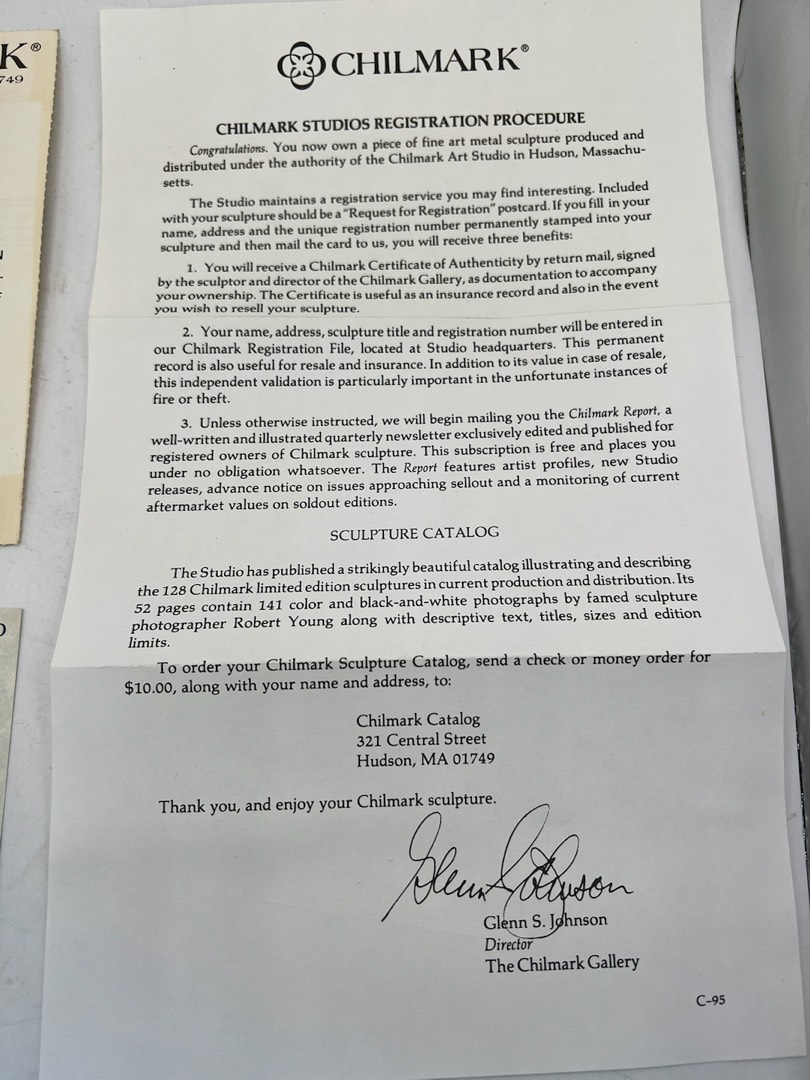 K®
749
CHILMARK®
CHILMARK STUDIOS REGISTRATION PROCEDURE
Congratulations. You now own a piece of fine art metal sculpture produced and
distributed under the authority of the Chilmark Art Studio in Hudson, Massachu-
setts.
The Studio maintains a registration service you may find interesting. Included
with your sculpture should be a "Request for Registration" postcard. If you fill in your
name, address and the unique registration number permanently stamped into your
sculpture and then mail the card to us, you will receive three benefits:
1. You will receive a Chilmark Certificate of Authenticity by return mail, signed
by the sculptor and director of the Chilmark Gallery, as documentation to accompany
your ownership. The Certificate is useful as an insurance record and also in the event
you wish to resell your sculpture.
2. Your name, address, sculpture title and registration number will be entered in
our Chilmark Registration File, located at Studio headquarters. This permanent
record is also useful for resale and insurance. In addition to its value in case of resale,
this independent validation is particularly important in the unfortunate instances of
fire or theft.
3. Unless otherwise instructed, we will begin mailing you the Chilmark Report, a
well-written and illustrated quarterly newsletter exclusively edited and published for
registered owners of Chilmark sculpture. This subscription is free and places you
under no obligation whatsoever. The Report features artist profiles, new Studio
releases, advance notice on issues approaching sellout and a monitoring of current
aftermarket values on soldout editions.
SCULPTURE CATALOG
The Studio has published a strikingly beautiful catalog illustrating and describing
the 128 Chilmark limited edition sculptures in current production and distribution. Its
52 pages contain 141 color and black-and-white photographs by famed sculpture
photographer Robert Young along with descriptive text, titles, sizes and edition
limits.
To order your Chilmark Sculpture Catalog, send a check or money order for
$10.00, along with your name and address, to:
Chilmark Catalog
321 Central Street
Hudson, MA 01749
Thank you, and enjoy your Chilmark sculpture.
Glenn S. Johnson
Glenn S. Johnson
Director
The Chilmark Gallery
C-95